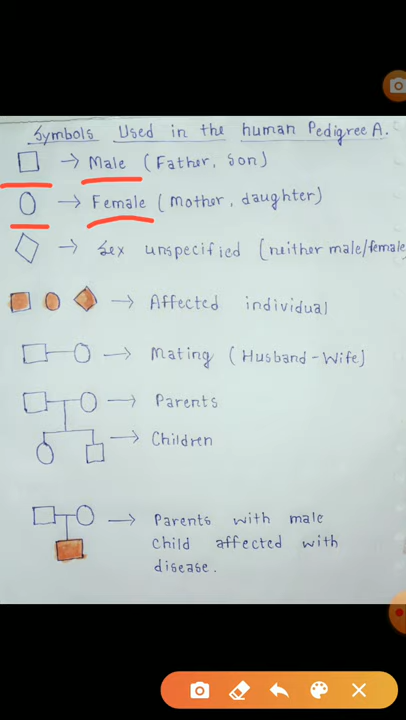 Symbols Used in the human Pedigree A.
Male (Father, son)
Female (Mother, daughter)
Sex unspecified (neither male/female
Affected individual
Mating (Husband-Wife)
Parents
Children
Parents with male
child affected with
disease.